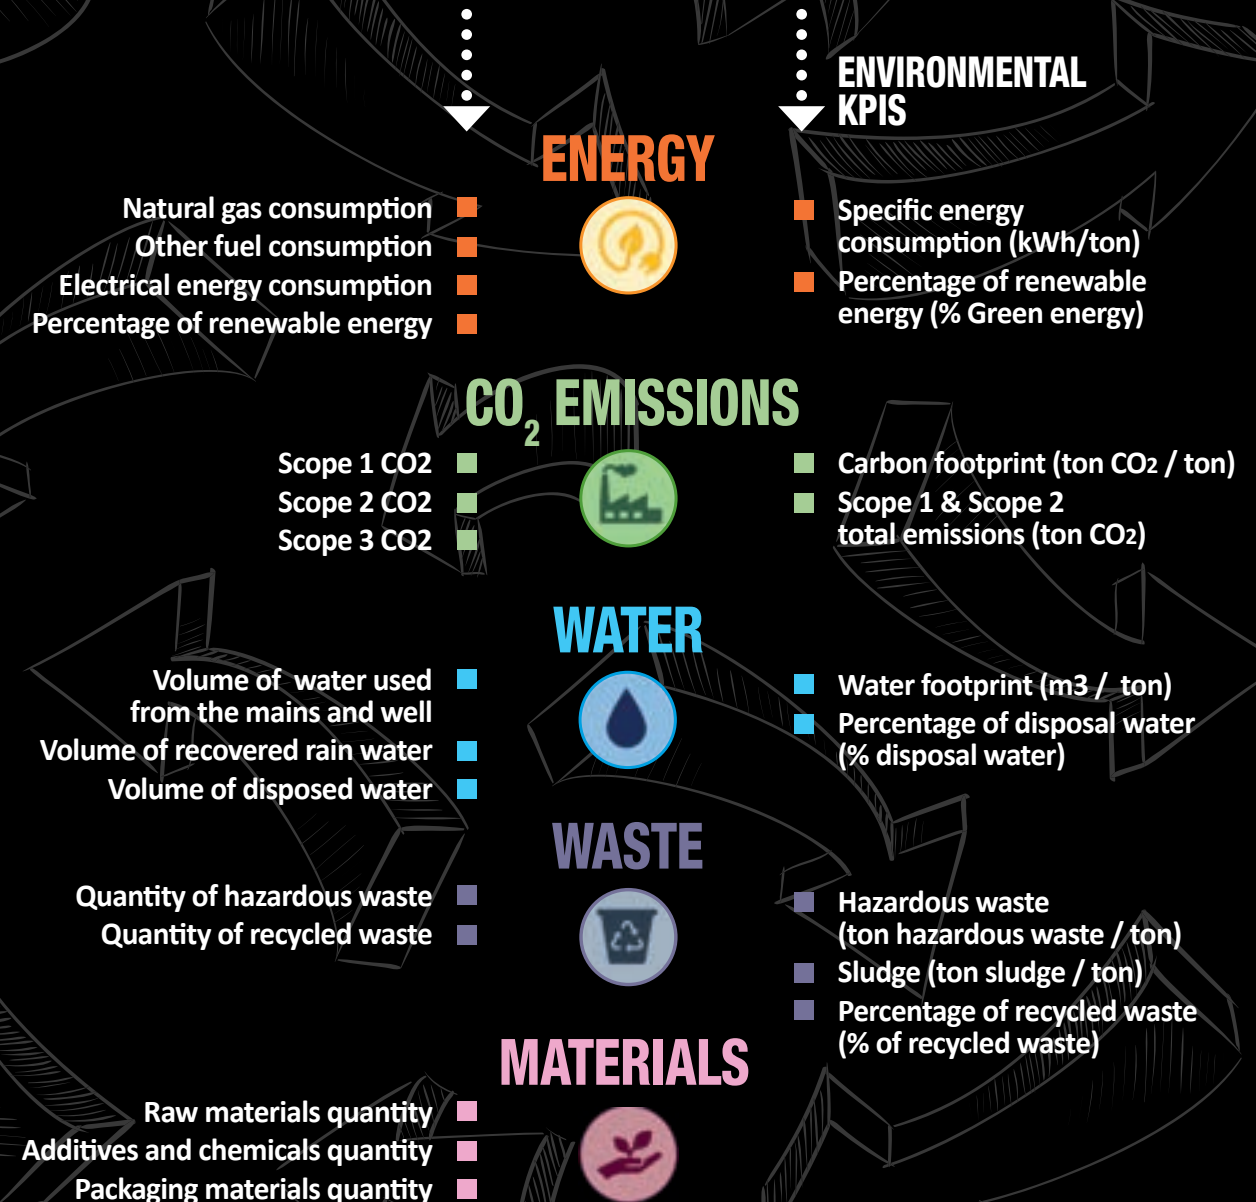 ENVIRONMENTAL
KPIS
ENERGY
Natural gas consumption
Other fuel consumption
Electrical energy consumption
Percentage of renewable energy
Specific energy
consumption (kWh/ton)
Percentage of renewable
energy (% Green energy)
CO2 EMISSIONS
Scope 1 CO2
Scope 2 CO2
Scope 3 CO2
Carbon footprint (ton CO2 / ton)
Scope 1 & Scope 2
total emissions (ton CO2)
WATER
Volume of  water used
from the mains and well
Volume of recovered rain water
Volume of disposed water
Water footprint (m3 /  ton)
Percentage of disposal water
(% disposal water)
WASTE
Quantity of hazardous waste
Quantity of recycled waste
Hazardous waste
(ton hazardous waste / ton)
Sludge (ton sludge / ton)
Percentage of recycled waste
(% of recycled waste)
MATERIALS
Raw materials quantity
Additives and chemicals quantity
Packaging materials quantity